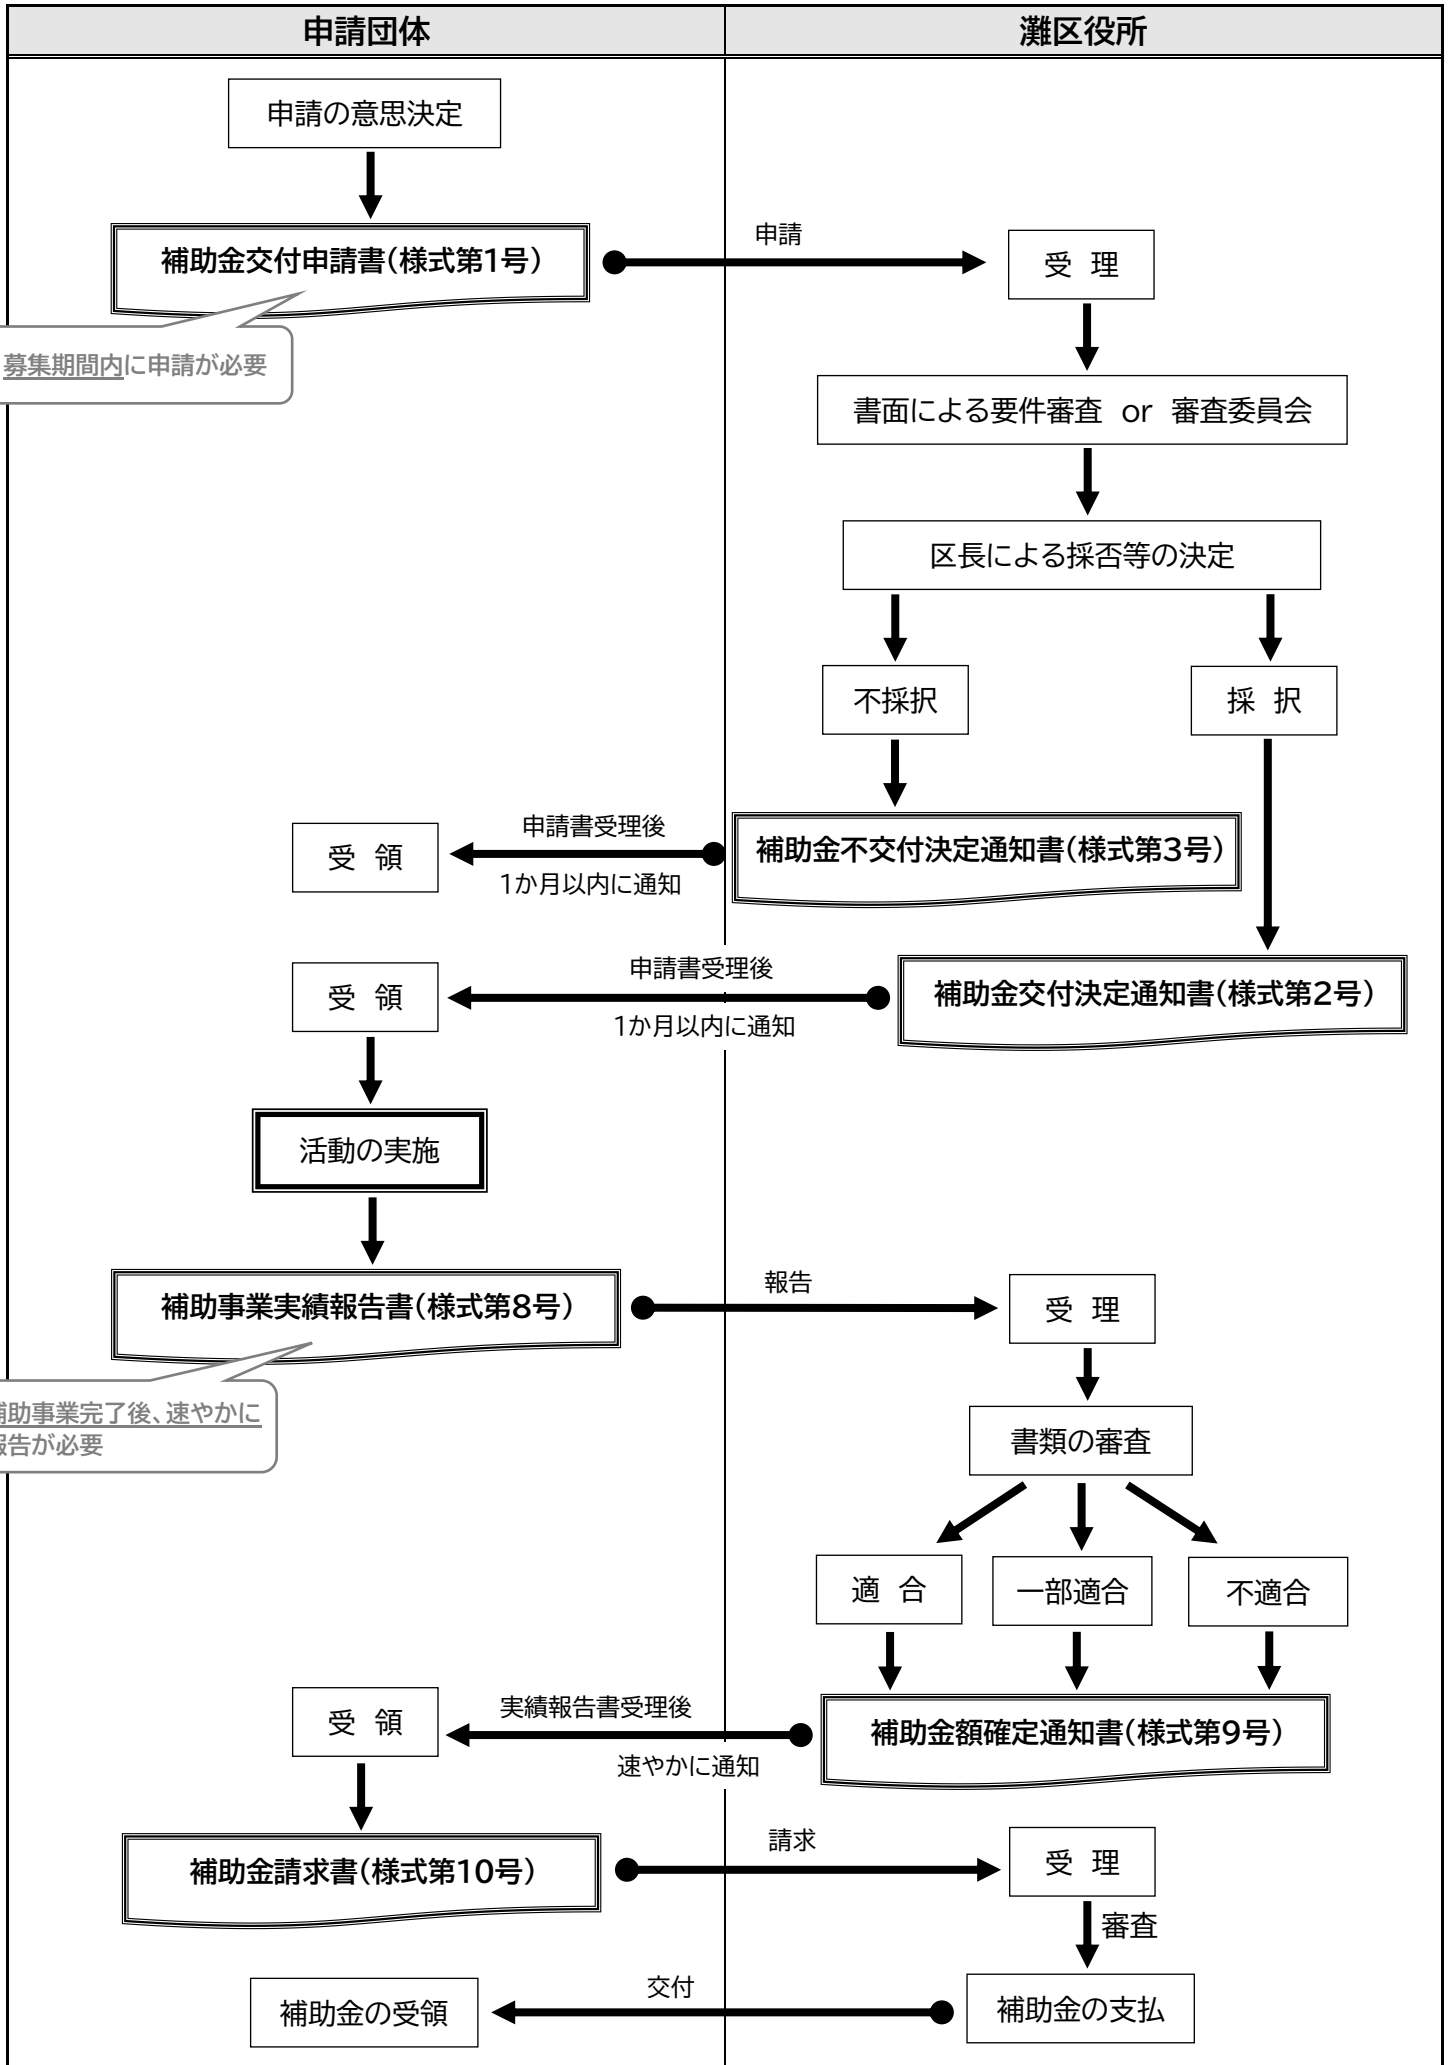 申請団体
灘区役所
申請の意思決定
補助金交付申請書(様式第1号)
申請
受 理
募集期間内に申請が必要
書面による要件審査 or 審査委員会
区長による採否等の決定
不採択
採 択
補助金不交付決定通知書(様式第3号)
申請書受理後
1か月以内に通知
受 領
補助金交付決定通知書(様式第2号)
申請書受理後
1か月以内に通知
受 領
活動の実施
補助事業実績報告書(様式第8号)
報告
受 理
助事業完了後、速やかに
告が必要
書類の審査
適 合
一部適合
不適合
補助金額確定通知書(様式第9号)
実績報告書受理後
速やかに通知
受 領
補助金請求書(様式第10号)
請求
受 理
審査
補助金の支払
交付
補助金の受領